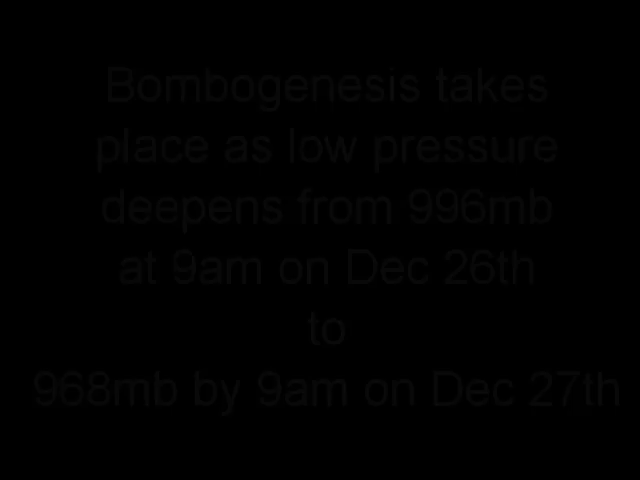 Bombogenesis takes
place as low pressure
deepens from 996mb
at 9am on Dec 26th
to
968mb by 9am on Dec 27th